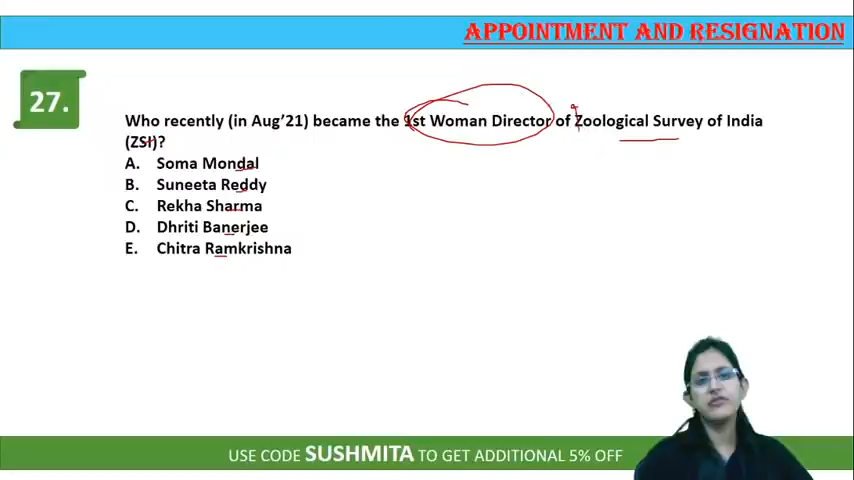 APPOINTMENT AND RESIGNATION
27.
Who recently (in Aug'21) became the 1st Woman Director of Zoological Survey of India
(ZSI)?
A. Soma Mondal
B. Suneeta Reddy
C. Rekha Sharma
D. Dhriti Banerjee
E. Chitra Ramkrishna
USE CODE SUSHMITA TO GET ADDITIONAL 5% OFF